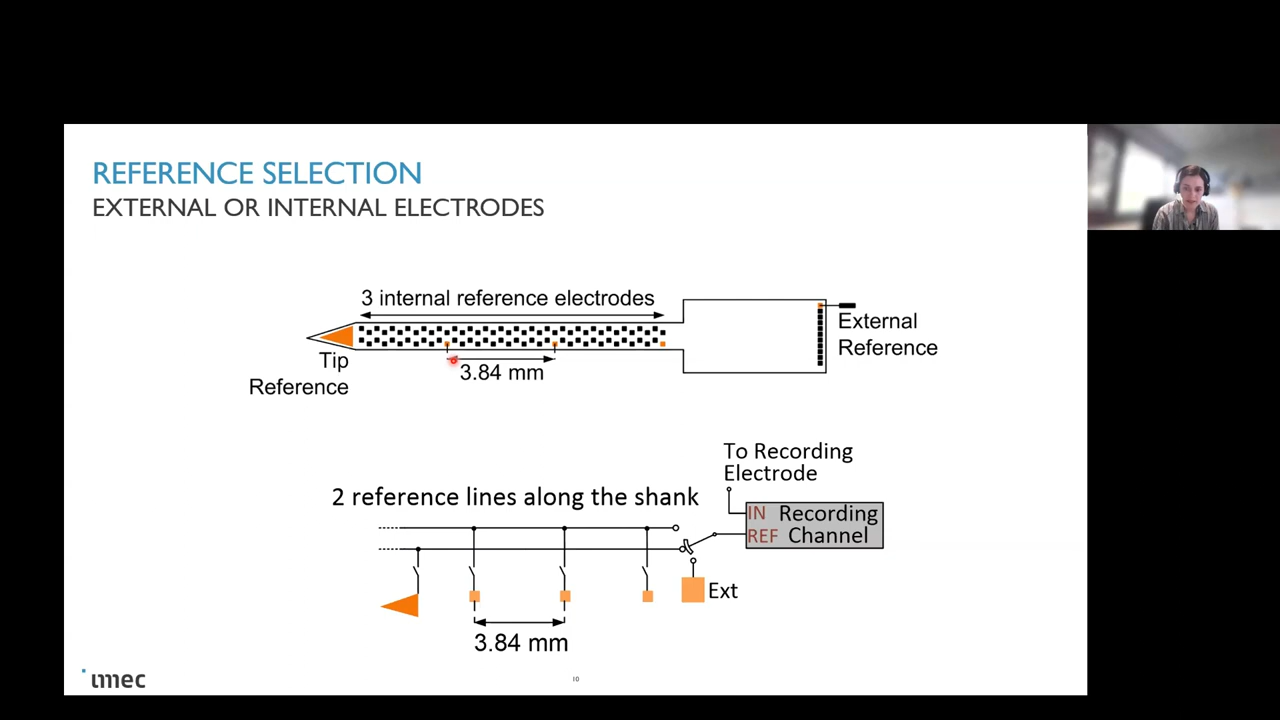 REFERENCE SELECTION
EXTERNAL OR INTERNAL ELECTRODES
3 internal reference electrodes
External
Reference
Tip
Reference
3.84 mm
To Recording
Electrode
2 reference lines along the shank
IN Recording
REF Channel
Ext
3.84 mm
imec
10